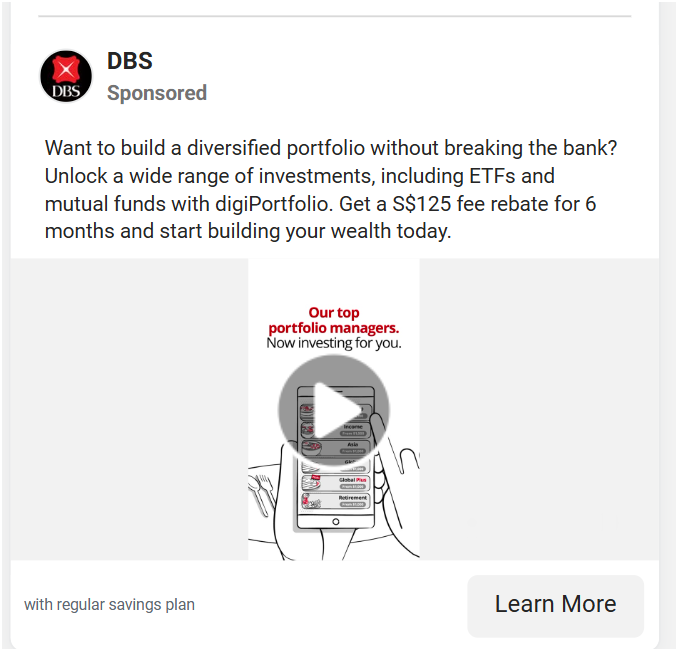 DBS
DBS
Sponsored
Want to build a diversified portfolio without breaking the bank?
Unlock a wide range of investments, including ETFs and
mutual funds with digiPortfolio. Get a S$125 fee rebate for 6
months and start building your wealth today.
Our top
portfolio managers.
Now investing for you.
Income
Asia
Global Plus
Retirement
with regular savings plan
Learn More